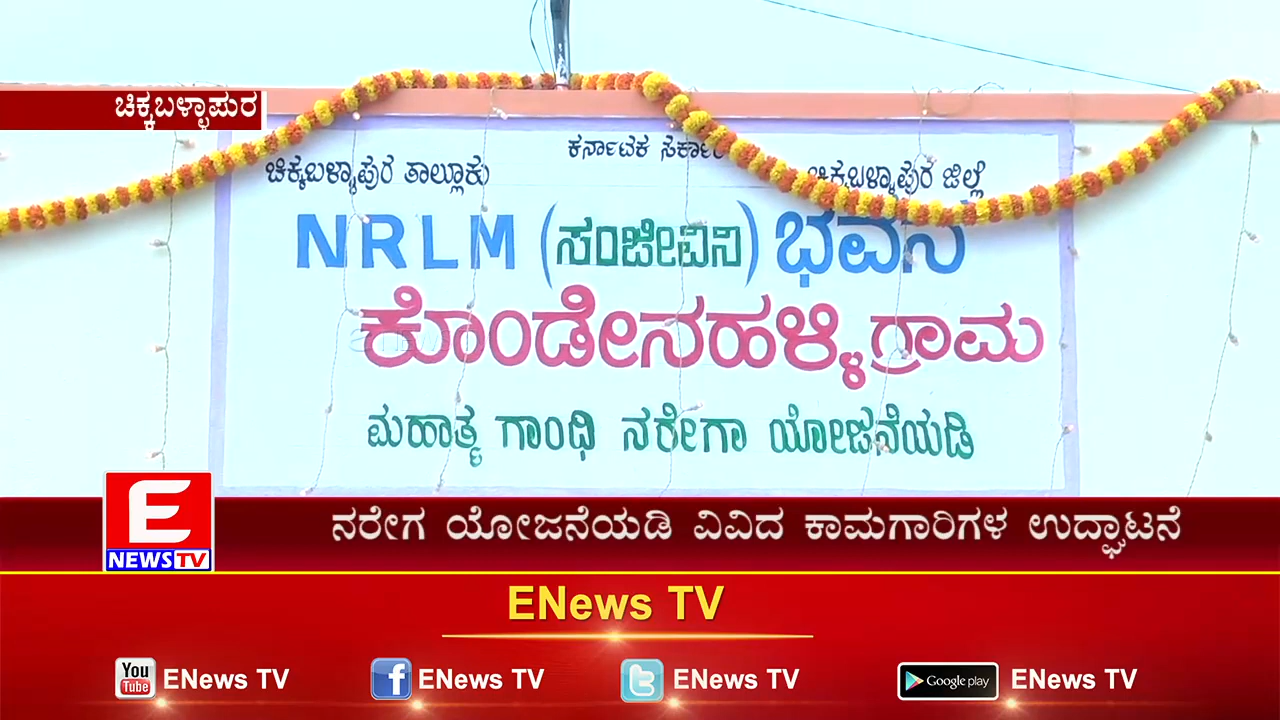 ಚಿಕ್ಕಬಳ್ಳಾಪುರ
ಕರ್ನಾಟಕ ಸರ್ಕಾರ
ಚಿಕ್ಕಬಳ್ಳಾಪುರ ತಾಲ್ಲೂಕು ಚಿಕ್ಕಬಳ್ಳಾಪುರ ಜಿಲ್ಲೆ
NRLM (ಸಂಜೀವಿನಿ) ಭವನ
ಕೊಂಡೇನಹಳ್ಳಿ ಗ್ರಾಮ
ಮಹಾತ್ಮ ಗಾಂಧಿ ನರೇಗಾ ಯೋಜನೆಯಡಿ
E
NEWS TV
ನರೇಗ ಯೋಜನೆಯಡಿ ವಿವಿದ ಕಾಮಗಾರಿಗಳ ಉದ್ಘಾಟನೆ
ENews TV
You Tube ENews TV f ENews TV t ENews TV Google play ENews TV